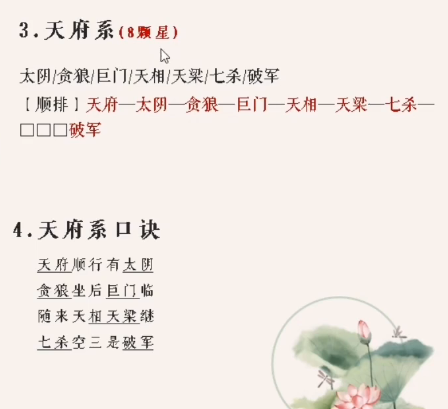 3.天府系(8颗星)
太阴/贪狼/巨门/天相/天梁/七杀/破军
【顺排】天府—太阴—贪狼—巨门—天相—天梁—七杀—
□□□破军
4.天府系口诀
天府顺行有太阴
贪狼坐后巨门临
随来天相天梁继
七杀空三是破军